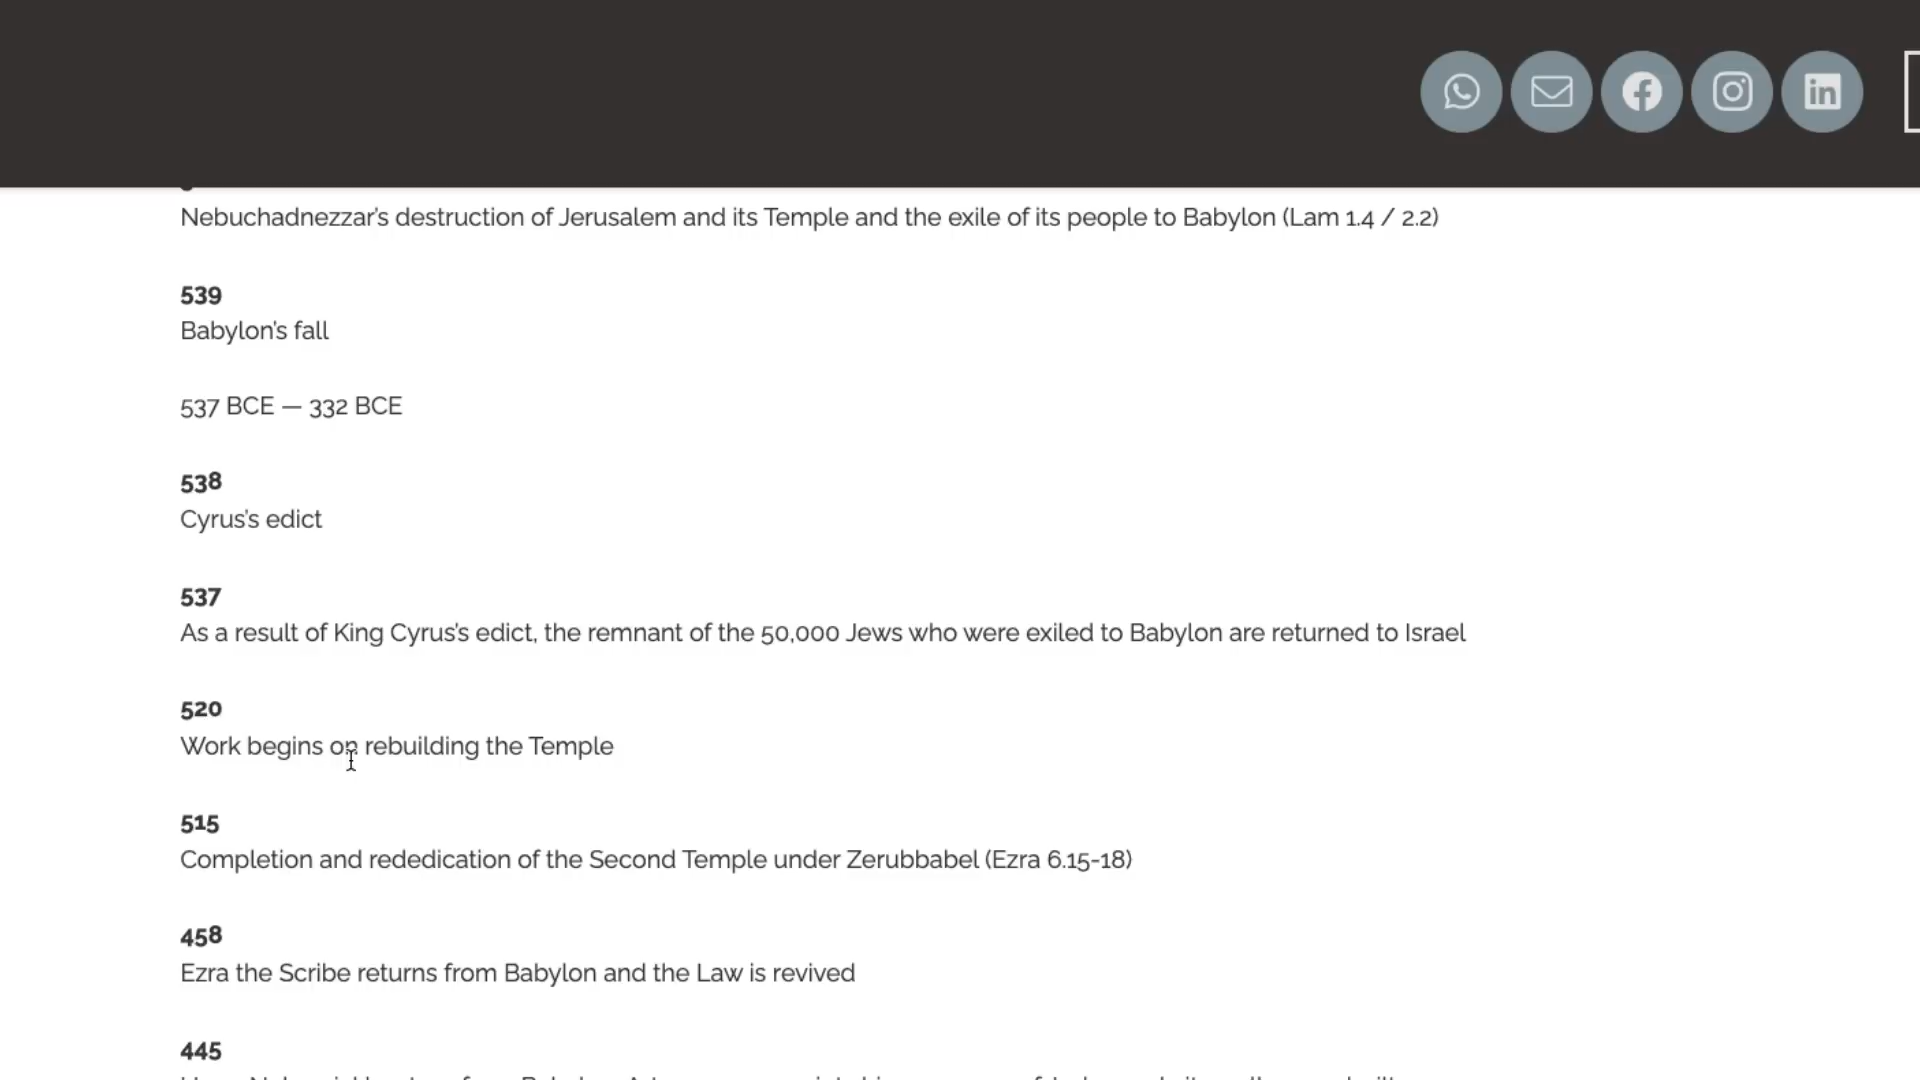 Nebuchadnezzar’s destruction of Jerusalem and its Temple and the exile of its people to Babylon (Lam 1.4 / 2.2)
539
Babylon’s fall
537 BCE — 332 BCE
538
Cyrus’s edict
537
As a result of King Cyrus’s edict, the remnant of the 50,000 Jews who were exiled to Babylon are returned to Israel
520
Work begins on rebuilding the Temple
515
Completion and rededication of the Second Temple under Zerubbabel (Ezra 6.15-18)
458
Ezra the Scribe returns from Babylon and the Law is revived
445